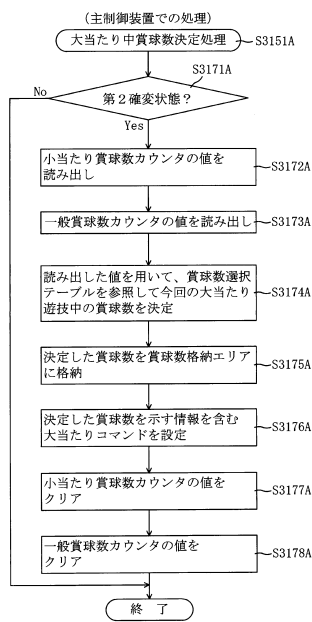 (主制御装置での処理)
大当たり中賞球数決定処理
S3151A
S3171A
No
第2確変状態?
Yes
小当たり賞球数カウンタの値を
読み出し
S3172A
一般賞球数カウンタの値を読み出し
S3173A
読み出した値を用いて、賞球数選択
テーブルを参照して今回の大当たり
遊技中の賞球数を決定
S3174A
決定した賞球数を賞球数格納エリア
に格納
S3175A
決定した賞球数を示す情報を含む
大当たりコマンドを設定
S3176A
小当たり賞球数カウンタの値を
クリア
S3177A
一般賞球数カウンタの値を
クリア
S3178A
終 了